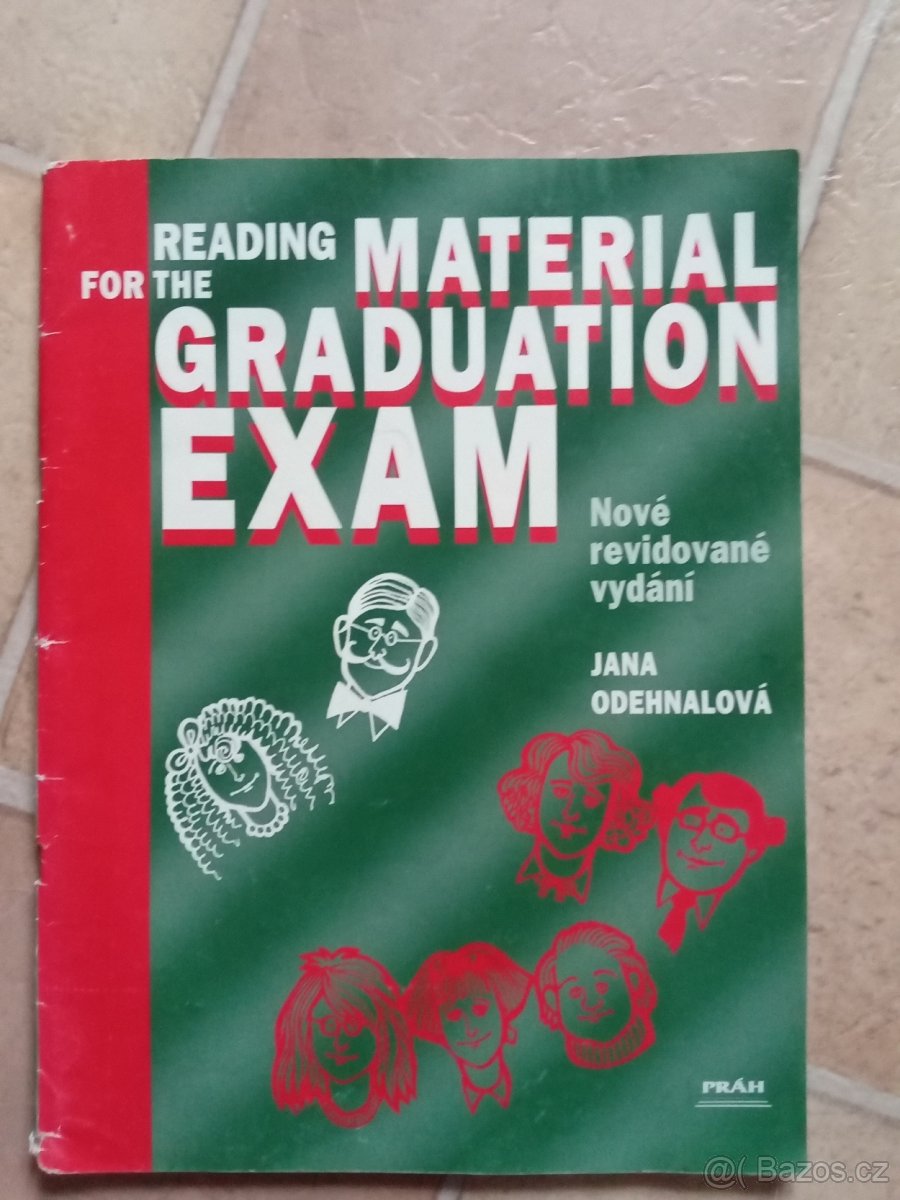 READING MATERIAL
FOR THE
GRADUATION
EXAM
Nové
revidované
vydání
JANA
ODEHNALOVÁ
PRÁH
@( Bazos.cz